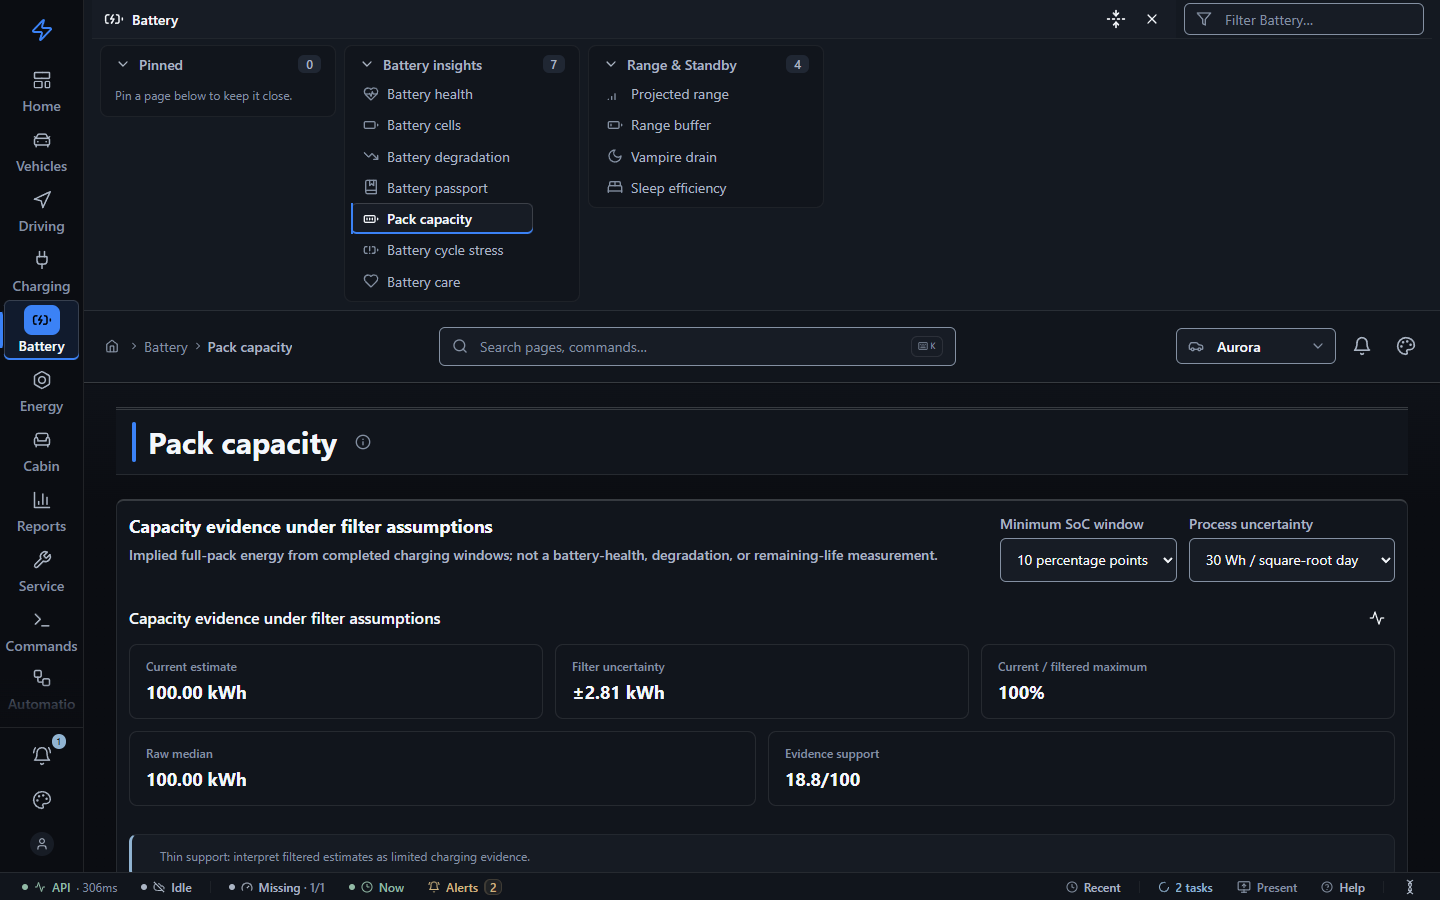 Battery
Filter Battery...
Home
Vehicles
Driving
Charging
Battery
Energy
Cabin
Reports
Service
Commands
Automatio
1
Pinned 0
Pin a page below to keep it close.
Battery insights 7
Battery health
Battery cells
Battery degradation
Battery passport
Pack capacity
Battery cycle stress
Battery care
Range & Standby 4
Projected range
Range buffer
Vampire drain
Sleep efficiency
Battery Pack capacity
Search pages, commands... K
Aurora
Pack capacity
Capacity evidence under filter assumptions
Implied full-pack energy from completed charging windows; not a battery-health, degradation, or remaining-life measurement.
Minimum SoC window
10 percentage points
Process uncertainty
30 Wh / square-root day
Capacity evidence under filter assumptions
Current estimate
100.00 kWh
Filter uncertainty
±2.81 kWh
Current / filtered maximum
100%
Raw median
100.00 kWh
Evidence support
18.8/100
Thin support: interpret filtered estimates as limited charging evidence.
API · 306ms Idle Missing · 1/1 Now Alerts 2 Recent 2 tasks Present Help